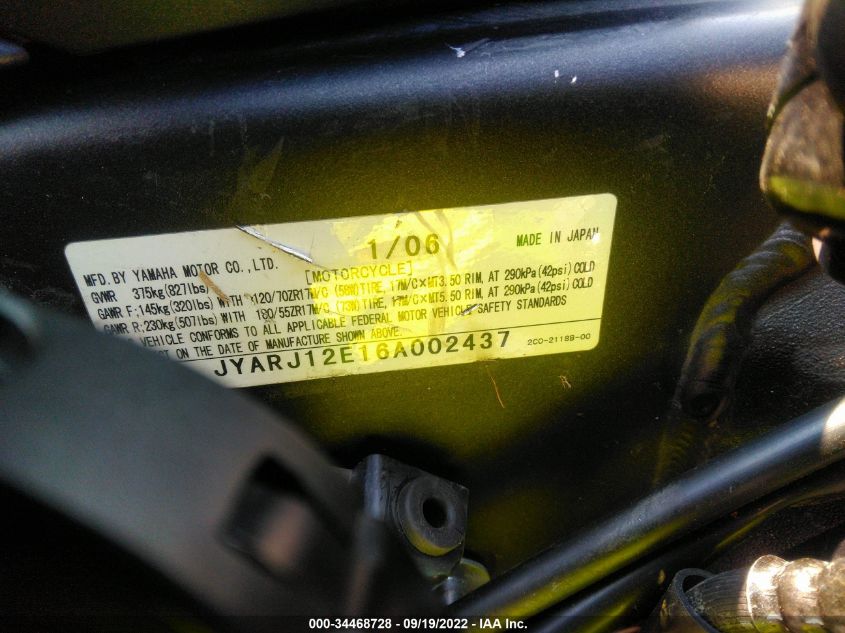 1/06 MADE IN JAPAN
MFD.BY YAMAHA MOTOR CO.,LTD. [MOTORCYCLE]
GVWR 375kg(827lbs)
GAWR F:145kg(320lbs)WITH 120/70ZR17M/C (58W)TIRE, 17M/C×MT3.50 RIM, AT 290kPa(42psi)COLD
GAWR R:230kg(507lbs)WITH 180/55ZR17M/C (73W)TIRE, 17M/C×MT5.50 RIM, AT 290kPa(42psi)COLD
VEHICLE CONFORMS TO ALL APPLICABLE FEDERAL MOTOR VEHICLE SAFETY STANDARDS
ON THE DATE OF MANUFACTURE SHOWN ABOVE.
JYARJ12E16A002437 2C0-21189-00
000-34468728 - 09/19/2022 - IAA Inc.